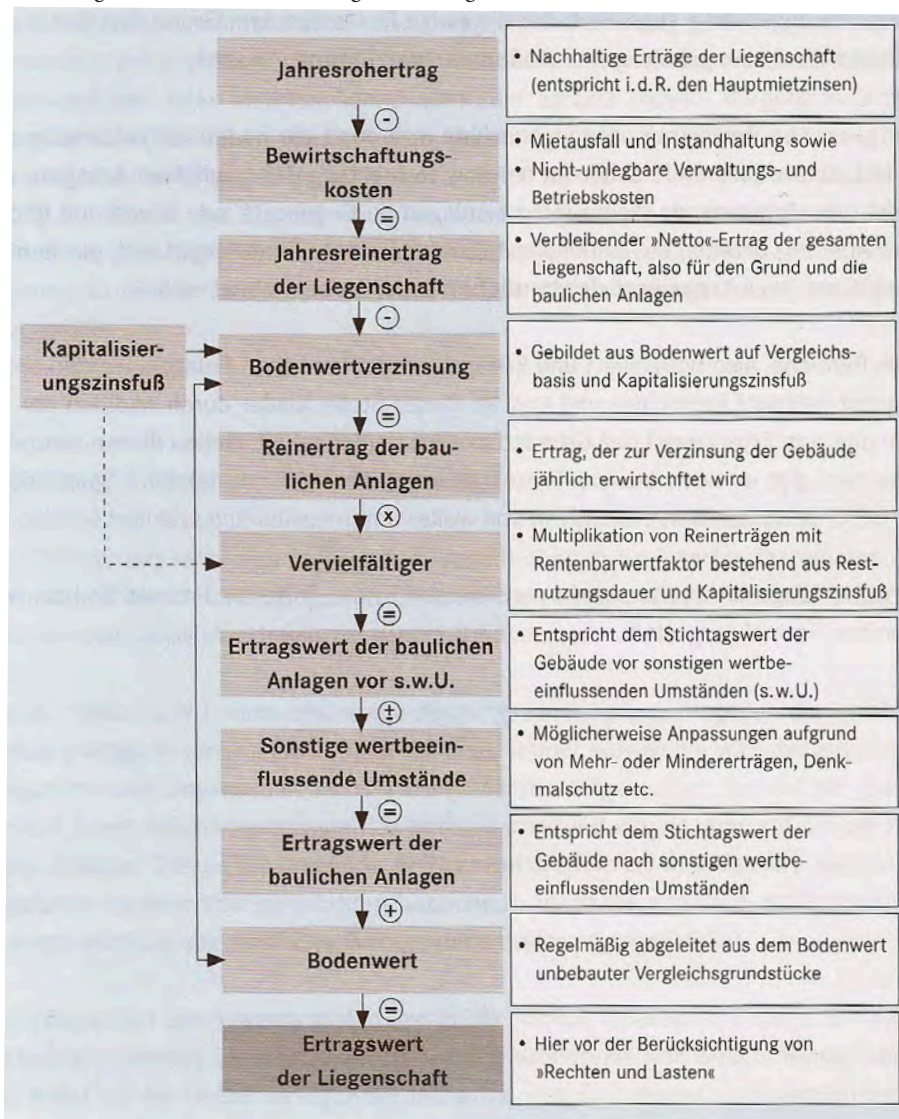 Jahresrohertrag
• Nachhaltige Erträge der Liegenschaft
(entspricht i.d.R. den Hauptmietzinsen)
-
Bewirtschaftungs-
kosten
• Mietausfall und Instandhaltung sowie
• Nicht-umlegbare Verwaltungs- und
Betriebskosten
=
Jahresreinertrag
der Liegenschaft
• Verbleibender »Netto«-Ertrag der gesamten
Liegenschaft, also für den Grund und die
baulichen Anlagen
-
Kapitalisier-
ungszinsfuß
Bodenwertverzinsung
• Gebildet aus Bodenwert auf Vergleichs-
basis und Kapitalisierungszinsfuß
=
Reinertrag der bau-
lichen Anlagen
• Ertrag, der zur Verzinsung der Gebäude
jährlich erwirtschftet wird
x
Vervielfältiger
• Multiplikation von Reinerträgen mit
Rentenbarwertfaktor bestehend aus Rest-
nutzungsdauer und Kapitalisierungszinsfuß
=
Ertragswert der baulichen
Anlagen vor s.w.U.
• Entspricht dem Stichtagswert der
Gebäude vor sonstigen wertbe-
einflussenden Umständen (s.w.U.)
±
Sonstige wertbeein-
flussende Umstände
• Möglicherweise Anpassungen aufgrund
von Mehr- oder Mindererträgen, Denk-
malschutz etc.
=
Ertragswert der
baulichen Anlagen
• Entspricht dem Stichtagswert der
Gebäude nach sonstigen wertbe-
einflussenden Umständen
+
Bodenwert
• Regelmäßig abgeleitet aus dem Bodenwert
unbebauter Vergleichsgrundstücke
=
Ertragswert
der Liegenschaft
• Hier vor der Berücksichtigung von
»Rechten und Lasten«